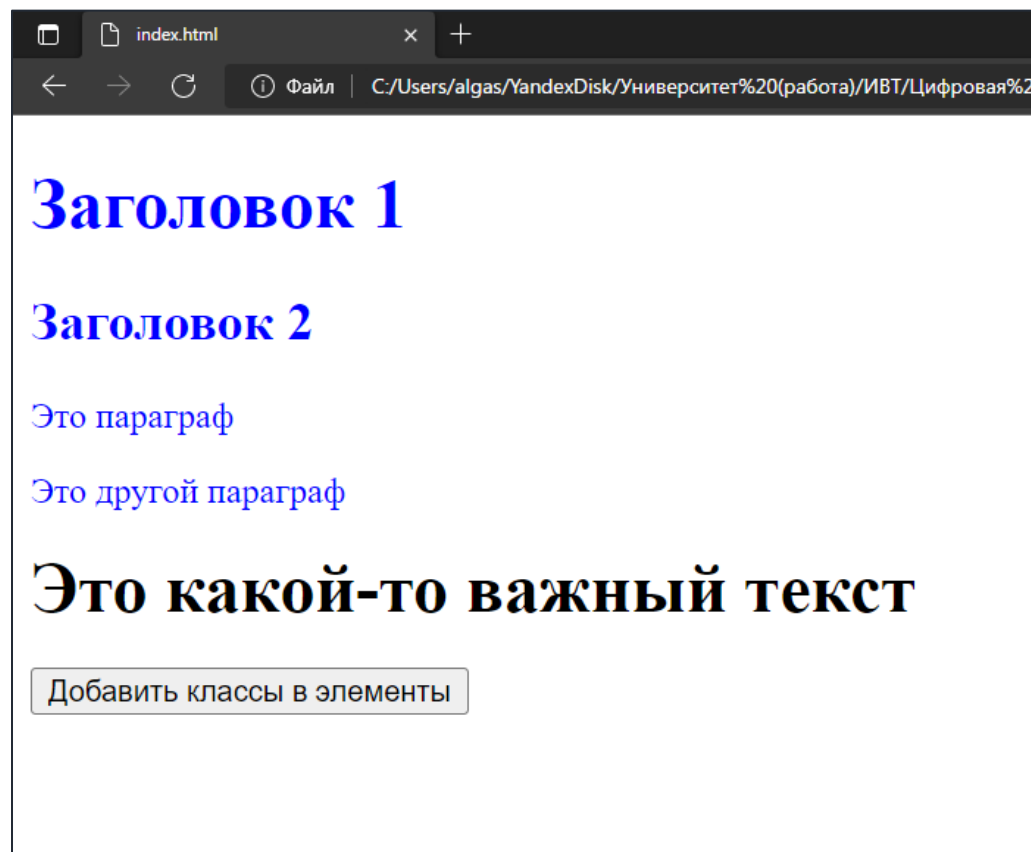 index.html
Файл C:/Users/algas/YandexDisk/Университет%20(работа)/ИВТ/Цифровая%2
Заголовок 1
Заголовок 2
Это параграф
Это другой параграф
Это какой-то важный текст
Добавить классы в элементы